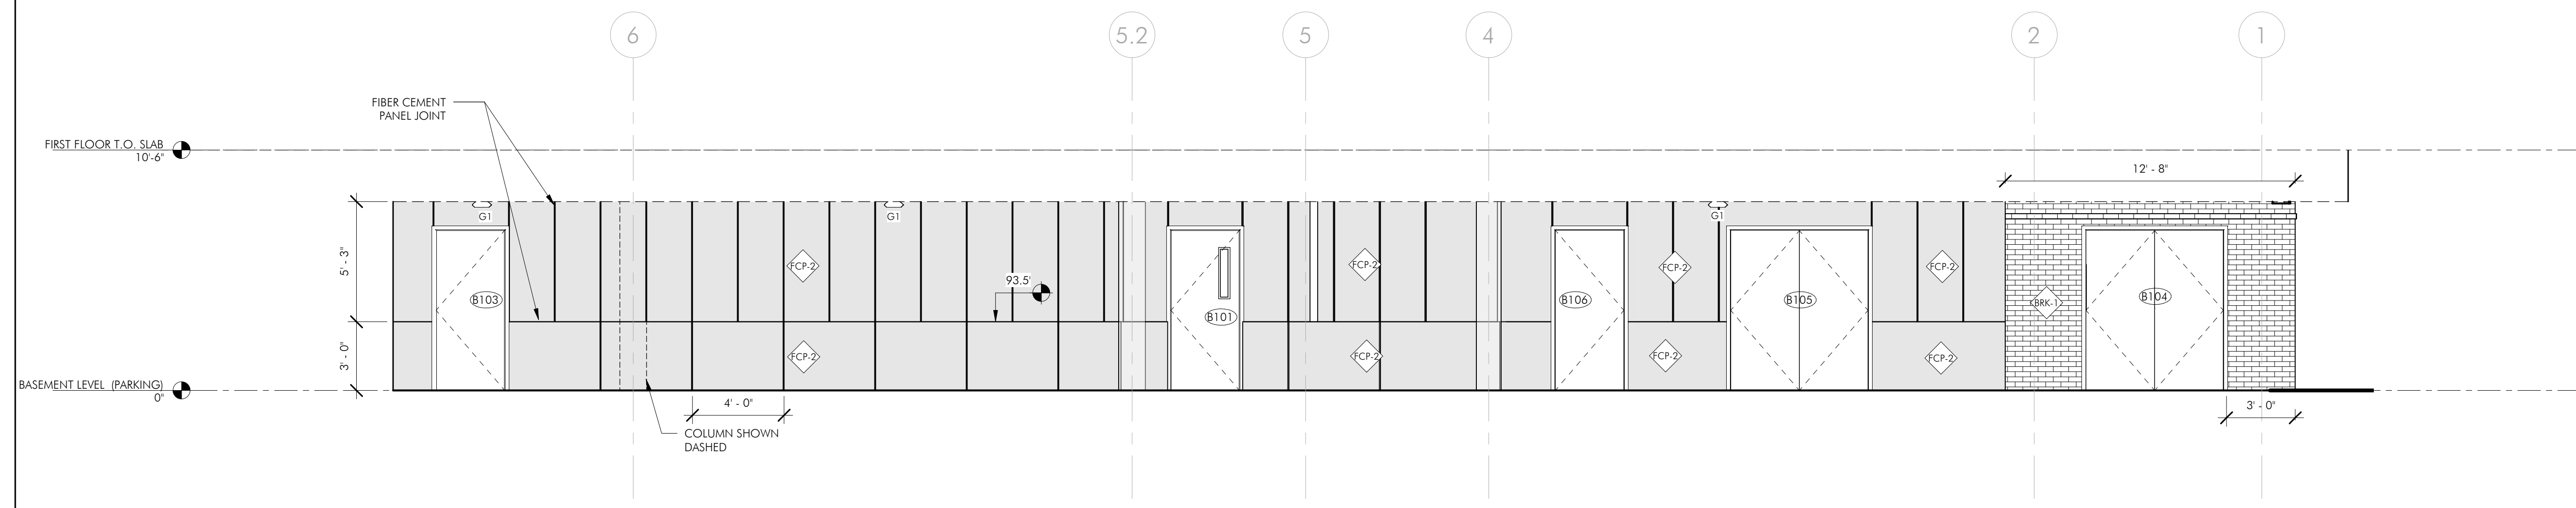 6
5.2
5
4
2
1
FIBER CEMENT
PANEL JOINT
FIRST FLOOR T.O. SLAB
10'-6"
12' - 8"
G1
G1
G1
5' - 3"
FCP-2
FCP-2
FCP-2
FCP-2
93.5'
B103
B101
B106
B105
BRK-1
B104
3' - 0"
FCP-2
FCP-2
FCP-2
FCP-2
BASEMENT LEVEL (PARKING)
0"
4' - 0"
3' - 0"
COLUMN SHOWN
DASHED